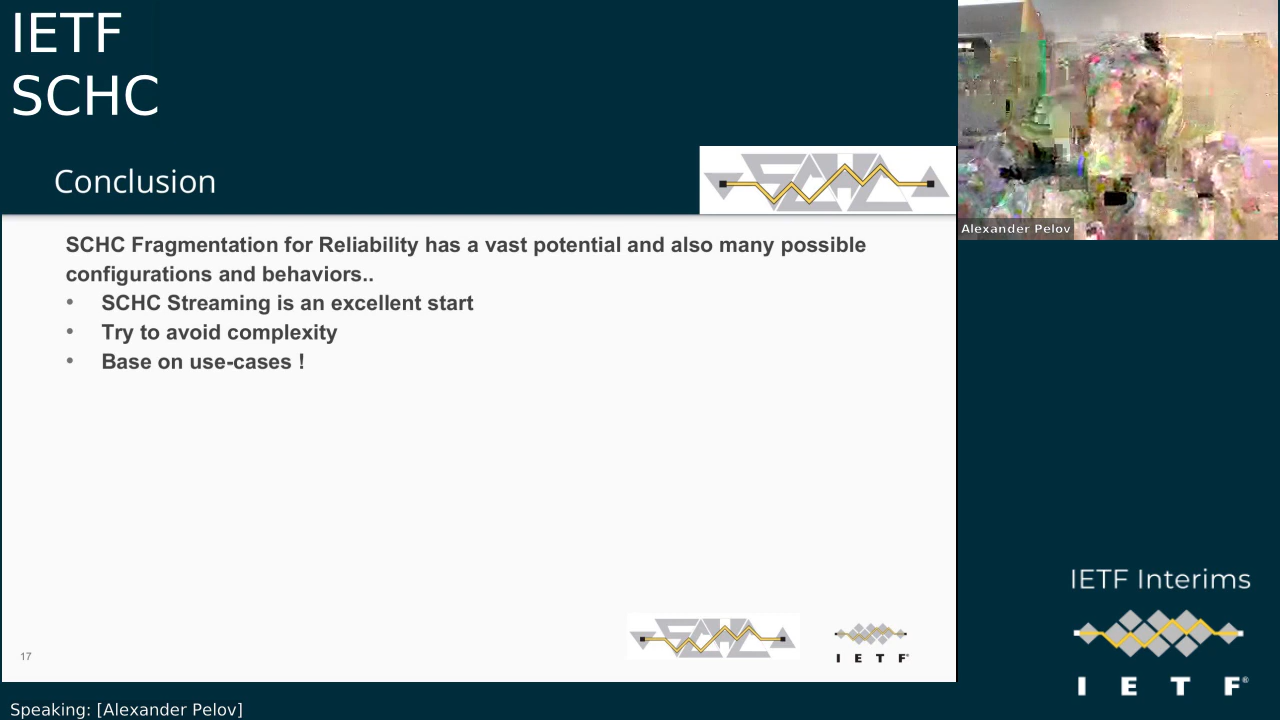 IETF
SCHC
Conclusion
SCHC
Alexander Pelov
SCHC Fragmentation for Reliability has a vast potential and also many possible
configurations and behaviors..
• SCHC Streaming is an excellent start
• Try to avoid complexity
• Base on use-cases !
IETF Interims
SCHC
I E T F®
17
I E T F®
Speaking: [Alexander Pelov]